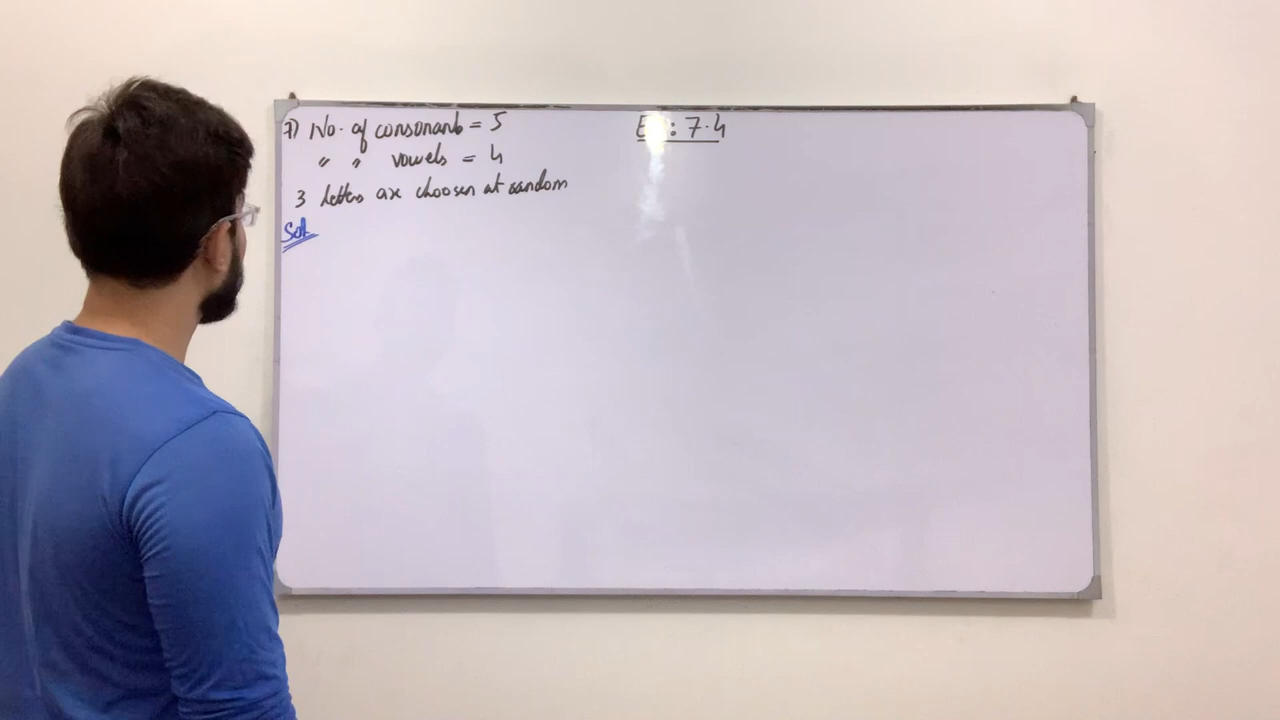 7) No. of consonants = 5
" " vowels = 4
3 letters are choosen at random
Sol
Ex: 7.4